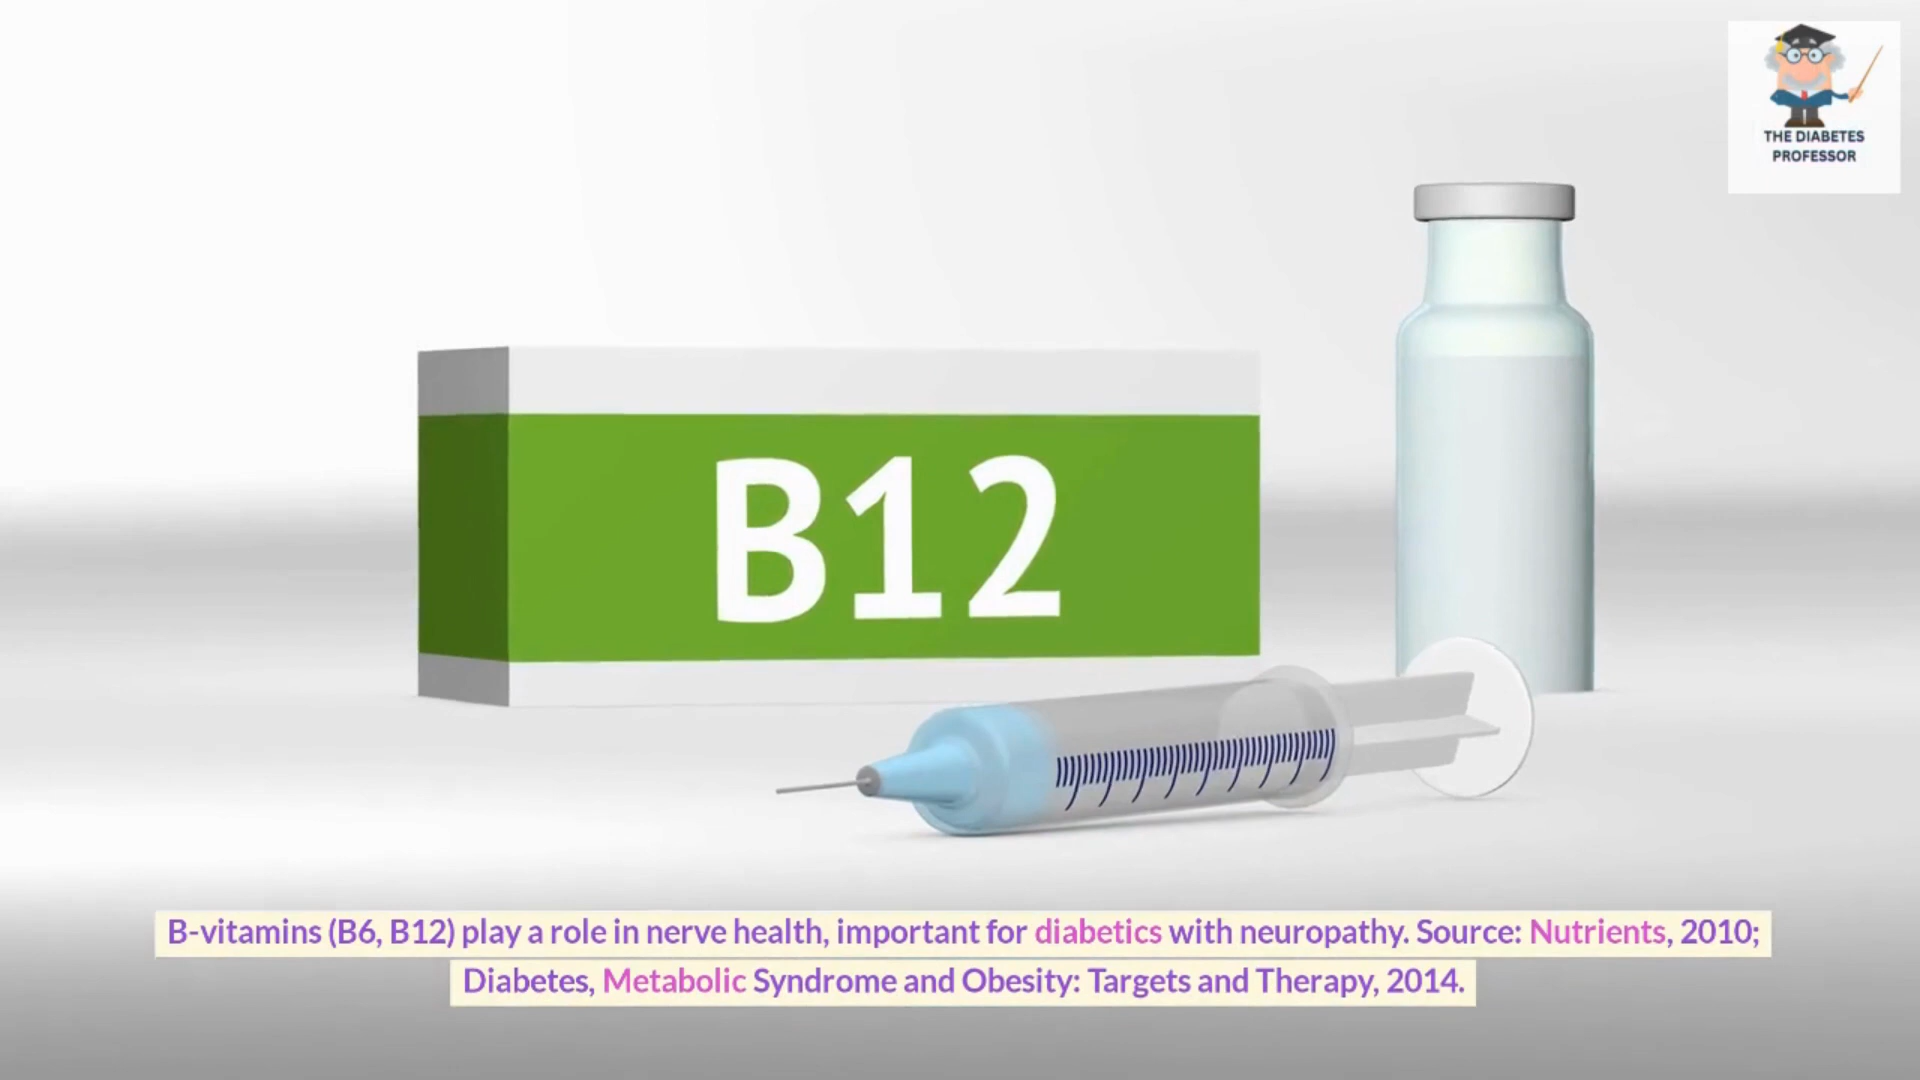 THE DIABETES
PROFESSOR
B12
B-vitamins (B6, B12) play a role in nerve health, important for diabetics with neuropathy. Source: Nutrients, 2010;
Diabetes, Metabolic Syndrome and Obesity: Targets and Therapy, 2014.